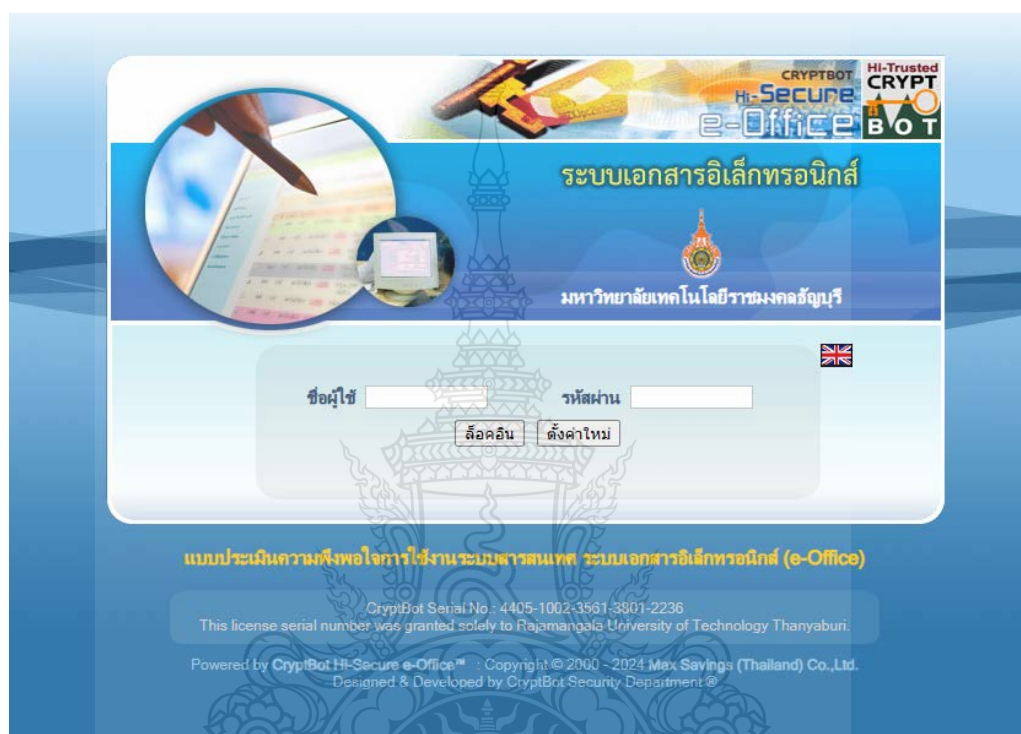 CRYPTBOT
Hi-Secure
e-Office
Hi-Trusted
CRYPT
BOT
ระบบเอกสารอิเล็กทรอนิกส์
มหาวิทยาลัยเทคโนโลยีราชมงคลธัญบุรี
ชื่อผู้ใช้ รหัสผ่าน
ล็อคอิน ตั้งค่าใหม่
แบบประเมินความพึงพอใจการใช้งานระบบสารสนเทศ ระบบเอกสารอิเล็กทรอนิกส์ (e-Office)
CryptBot Serial No.: 4405-1002-3561-3801-2236
This license serial number was granted solely to Rajamangala University of Technology Thanyaburi.
Powered by CryptBot Hi-Secure e-Office™ : Copyright © 2000 - 2024 Max Savings (Thailand) Co.,Ltd.
Designed & Developed by CryptBot Security Department ®